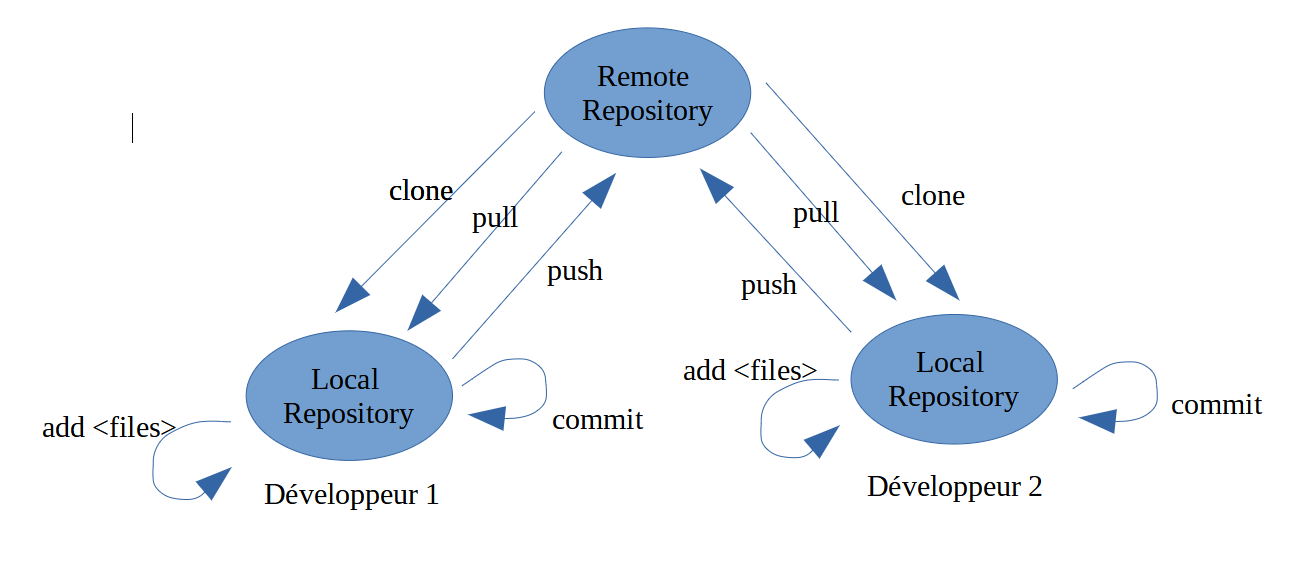 Remote
Repository
clone
pull
push
pull
clone
push
Local
Repository
add <files>
commit
Développeur 1
add <files>
Local
Repository
commit
Développeur 2